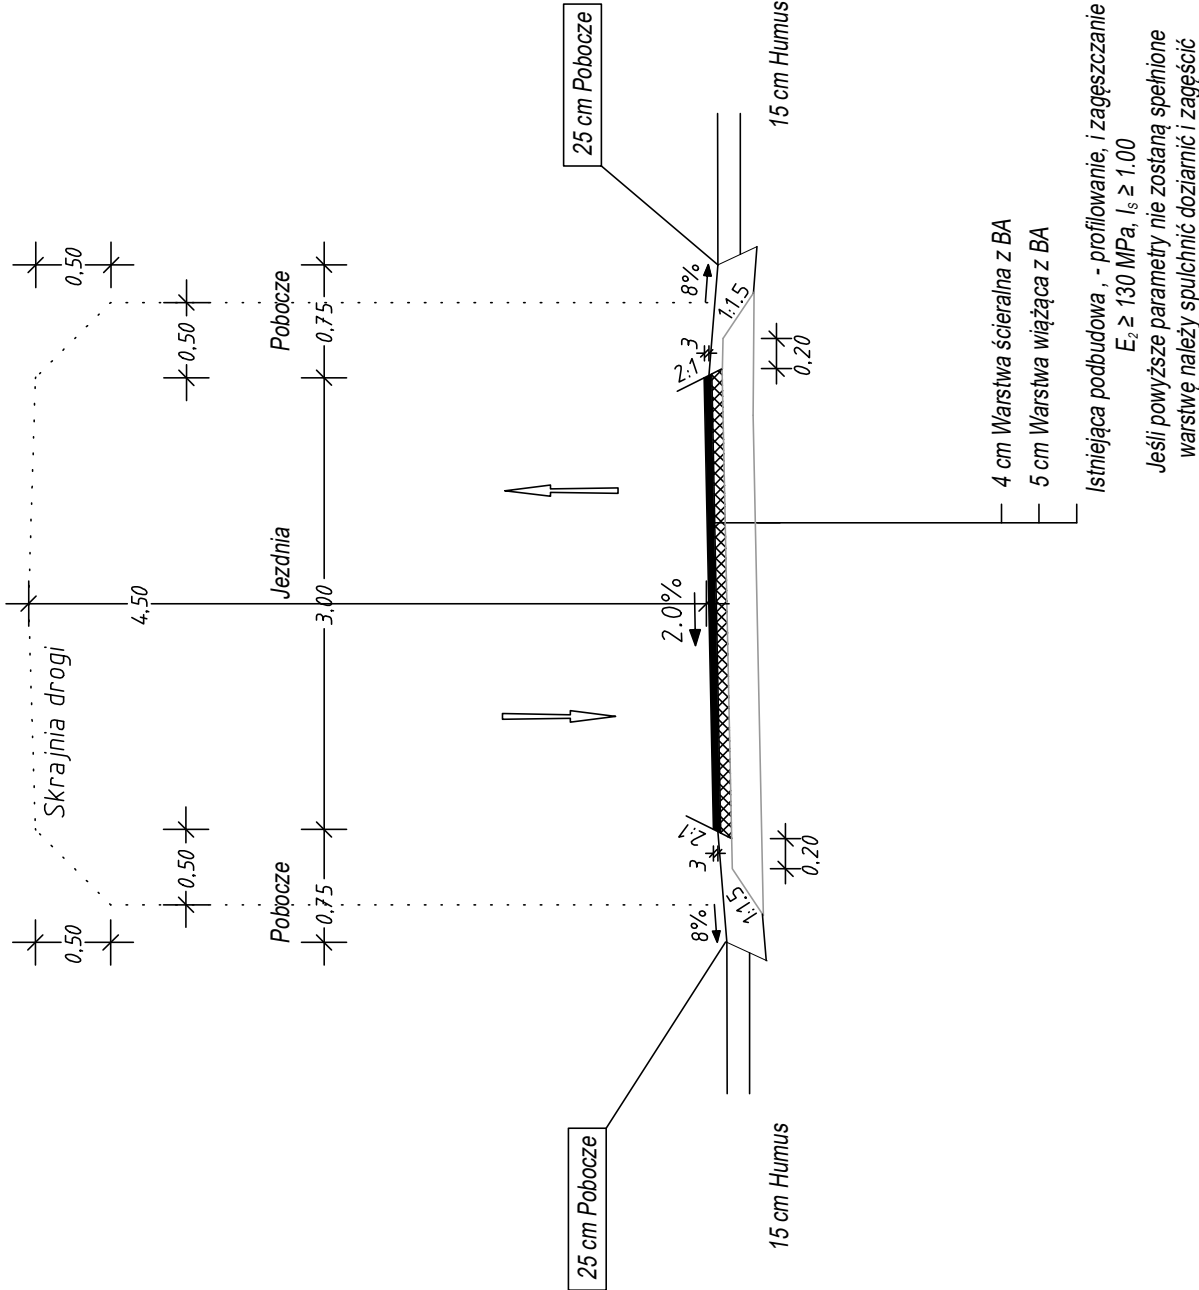 Skrajnia drogi
0,50
0,50
0,50
0,50
4,50
Pobocze
Jezdnia
Pobocze
0,75
3,00
0,75
25 cm Pobocze
25 cm Pobocze
8%
3
2:1
2.0%
2:1
3
8%
1:1.5
1:1.5
0,20
0,20
15 cm Humus
15 cm Humus
4 cm Warstwa ścieralna z BA
5 cm Warstwa wiążąca z BA
Istniejąca podbudowa , - profilowanie, i zagęszczanie
E₂ ≥ 130 MPa, Iₛ ≥ 1.00
Jeśli powyższe parametry nie zostaną spełnione
warstwę należy spulchnić doziarnić i zagęścić